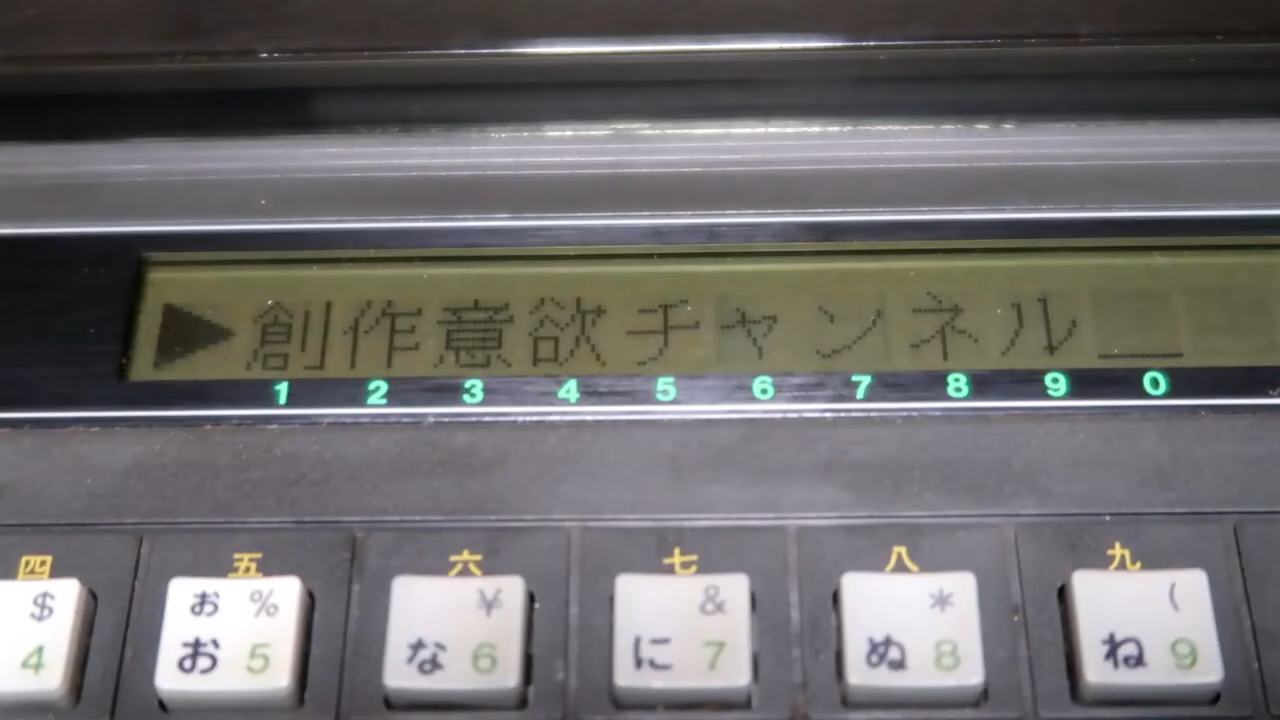 ▶創作意欲チャンネル_
1 2 3 4 5 6 7 8 9 0
四 五 六 七 八 九
$ お % ¥ & * (
4 お 5 な 6 に 7 ぬ 8 ね 9